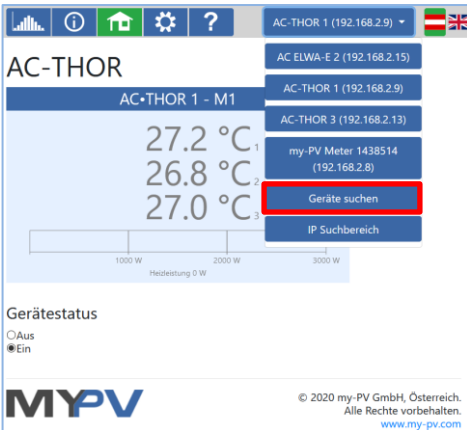 ?
AC-THOR 1 (192.168.2.9)
AC ELWA-E 2 (192.168.2.15)
AC-THOR 1 (192.168.2.9)
AC-THOR 3 (192.168.2.13)
my-PV Meter 1438514
(192.168.2.8)
Geräte suchen
IP Suchbereich
AC-THOR
AC•THOR 1 - M1
27.2 °C 1
26.8 °C 2
27.0 °C 3
1000 W 2000 W 3000 W
Heizleistung 0 W
Gerätestatus
Aus
Ein
MYPV
© 2020 my-PV GmbH, Österreich.
Alle Rechte vorbehalten.
www.my-pv.com